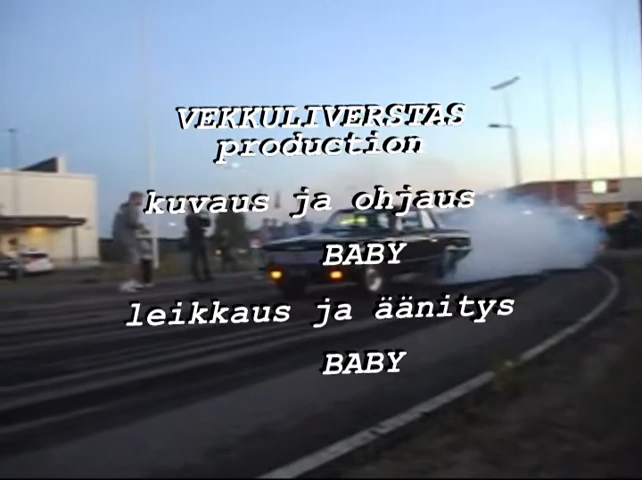 VEKKULIVERSTAS
production
kuvaus ja ohjaus
BABY
leikkaus ja äänitys
BABY